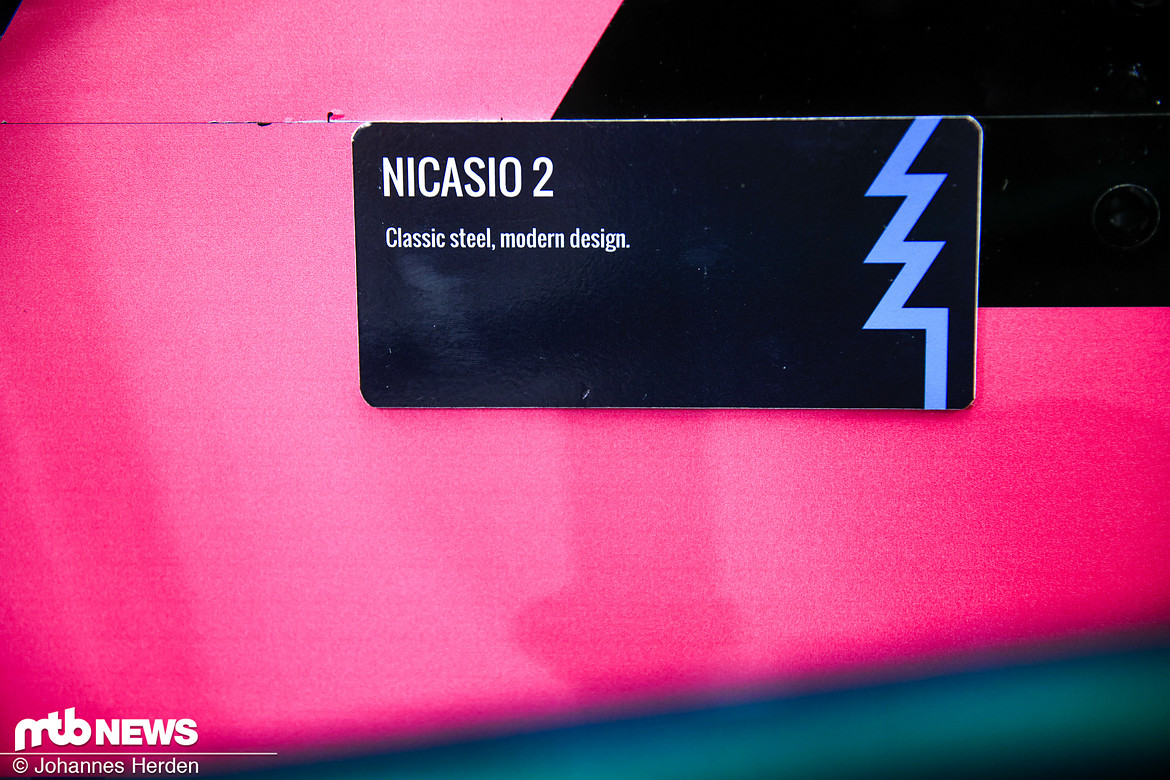 NICASIO 2
Classic steel, modern design.
mtb NEWS
© Johannes Herden